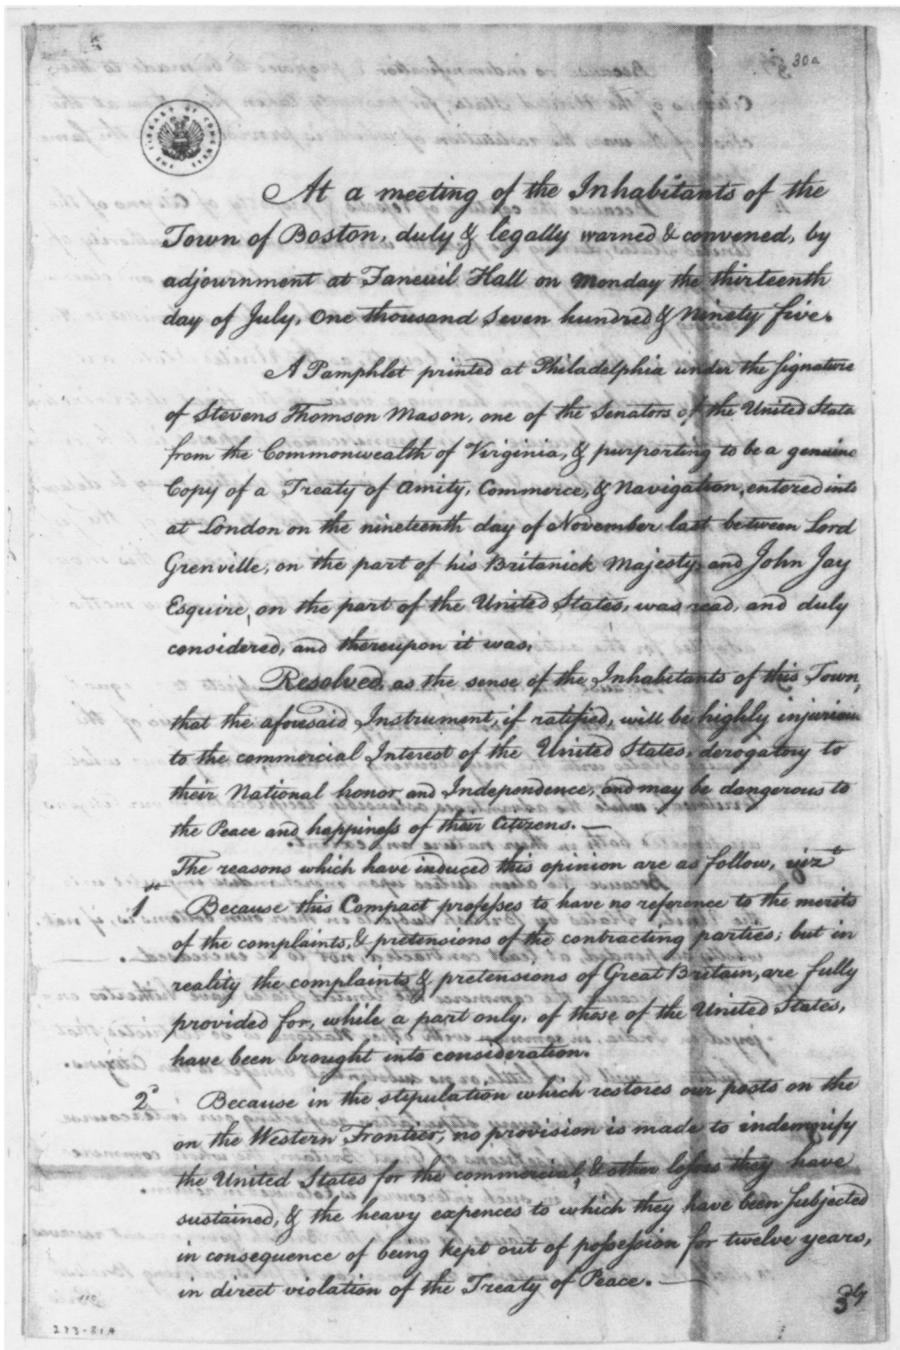 30a
LIBRARY OF CONGRESS
At a meeting of the Inhabitants of the
Town of Boston, duly & legally warned & convened, by
adjournment at Faneuil Hall on Monday the thirteenth
day of July, One thousand Seven hundred & Ninety five.
A Pamphlet printed at Philadelphia under the Signature
of Stevens Thomson Mason, one of the Senators of the United State
from the Commonwealth of Virginia, & purporting to be a genuine
Copy of a Treaty of Amity, Commerce, & Navigation, entered into
at London on the nineteenth day of November last between Lord
Grenville, on the part of his Britanick Majesty and John Jay
Esquire, on the part of the United States, was read, and duly
considered, and thereupon it was,
Resolved, as the sense of the Inhabitants of this Town,
that the aforesaid Instrument, if ratified, will be highly injurious
to the commercial Interest of the United States, derogatory to
their National honor and Independence, and may be dangerous to
the Peace and happiness of their Citizens. —
The reasons which have induced this opinion are as follow, vizt
1st Because this Compact professes to have no reference to the merits
of the complaints, & pretensions of the contracting parties; but in
reality the complaints & pretensions of Great Britain, are fully
provided for, while a part only, of those of the United States,
have been brought into consideration.
2d Because in the stipulation which restores our posts on the
on the Western Frontier, no provision is made to indemnify
the United States for the commercial, & other losses they have
sustained, & the heavy expences to which they have been Subjected
in consequence of being kept out of possession for twelve years,
in direct violation of the Treaty of Peace. —
3dly